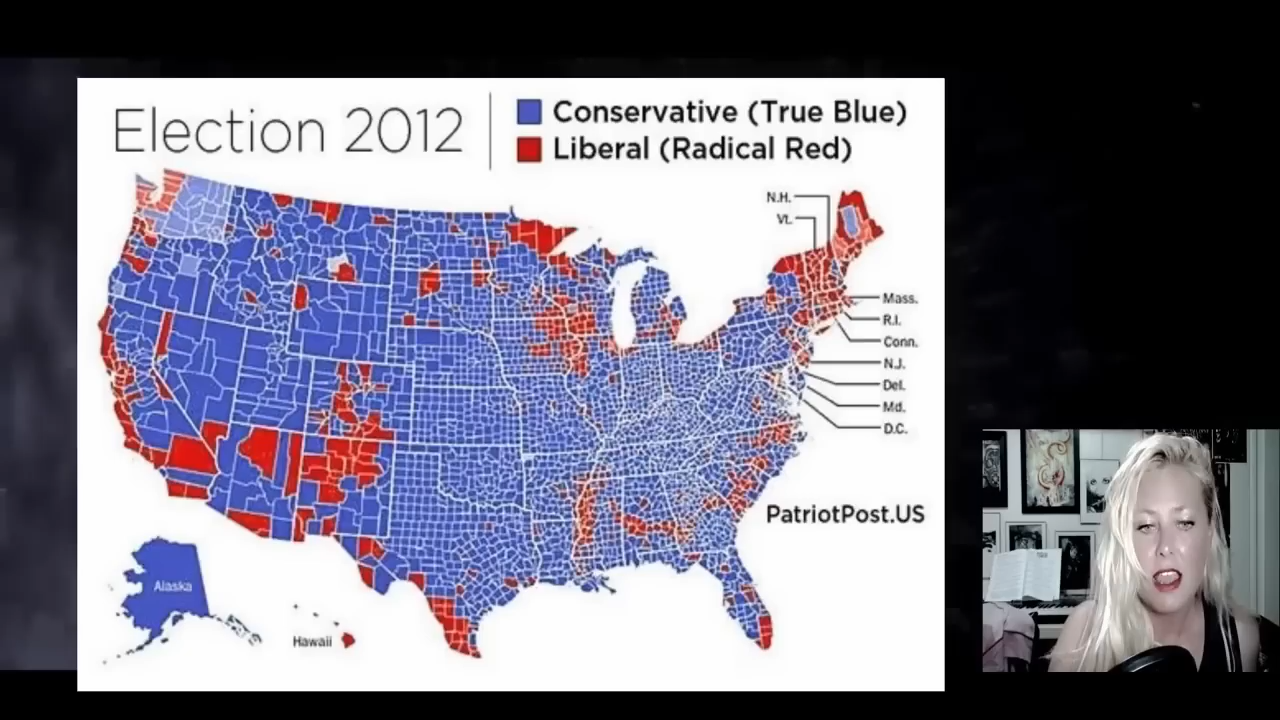 Election 2012
Conservative (True Blue)
Liberal (Radical Red)
N.H.
Vt.
Mass.
R.I.
Conn.
N.J.
Del.
Md.
D.C.
PatriotPost.US
Alaska
Hawaii